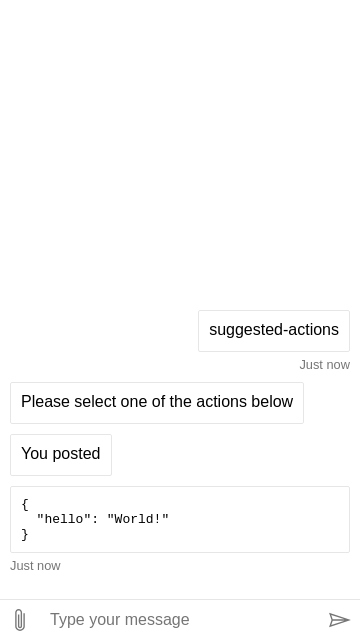 suggested-actions
Just now
Please select one of the actions below
You posted
{
  "hello": "World!"
}
Just now
Type your message